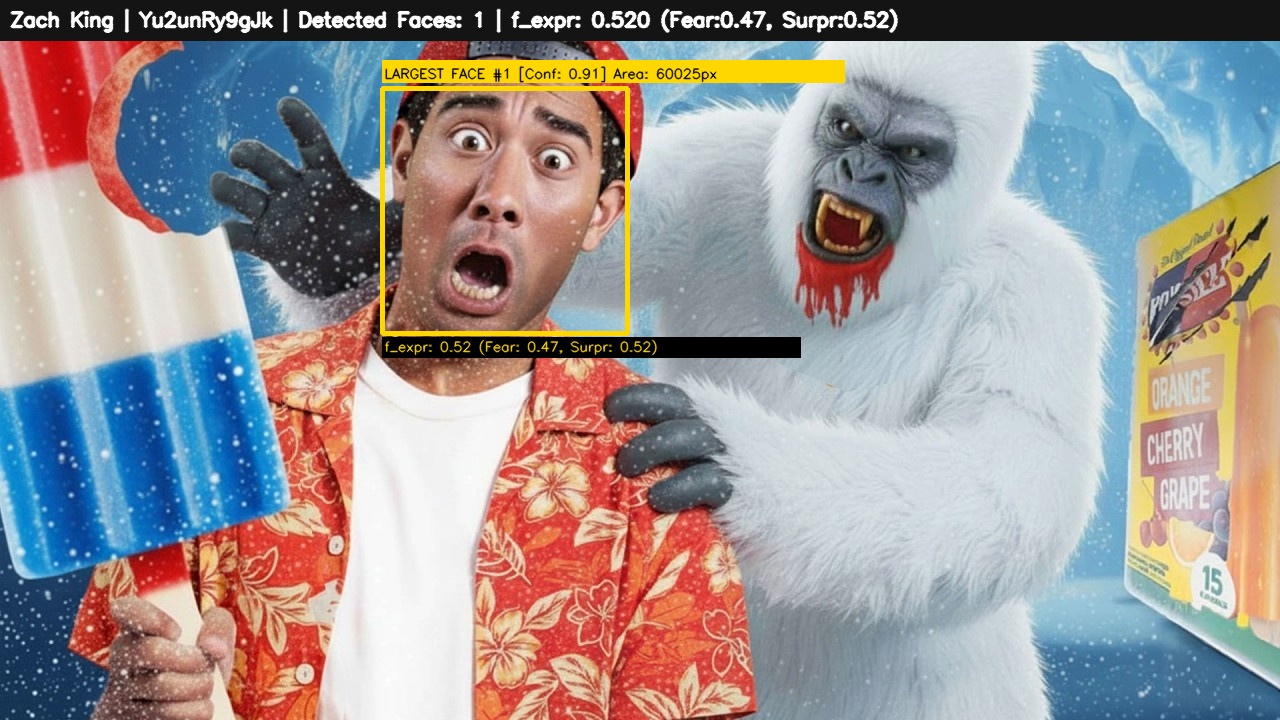 Zach King | Yu2unRy9gJk | Detected Faces: 1 | f_expr: 0.520 (Fear:0.47, Surpr:0.52)
LARGEST FACE #1 [Conf: 0.91] Area: 60025px
f_expr: 0.52 (Fear: 0.47, Surpr: 0.52)
ORANGE
CHERRY
GRAPE
15